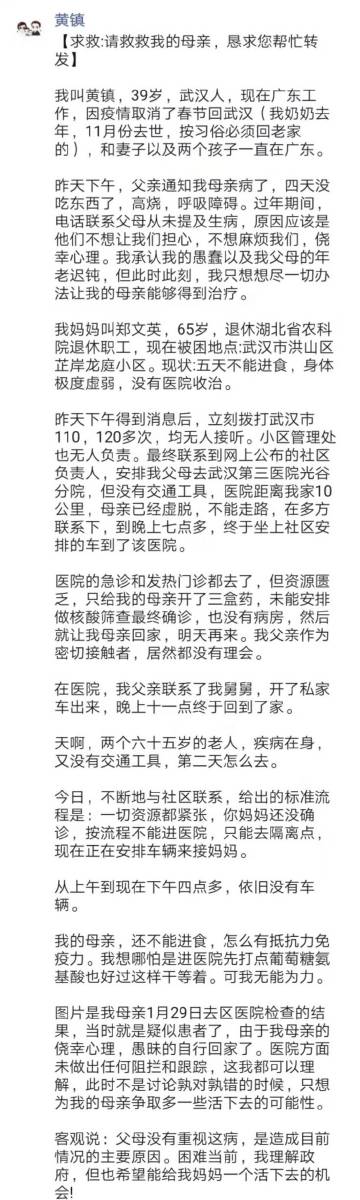 黄镇
【求救:请救救我的母亲，恳求您帮忙转
发】
我叫黄镇，39岁，武汉人，现在广东工
作，因疫情取消了春节回武汉（我奶奶去
年，11月份去世，按习俗必须回老家
的），和妻子以及两个孩子一直在广东。
昨天下午，父亲通知我母亲病了，四天没
吃东西了，高烧，呼吸障碍。过年期间，
电话联系父母从未提及生病，原因应该是
他们不想让我们担心，不想麻烦我们，侥
幸心理。我承认我的愚蠢以及我父母的年
老迟钝，但此时此刻，我只想想尽一切办
法让我的母亲能够得到治疗。
我妈妈叫郑文英，65岁，退休湖北省农科
院退休职工，现在被困地点:武汉市洪山区
芷岸龙庭小区。现状:五天不能进食，身体
极度虚弱，没有医院收治。
昨天下午得到消息后，立刻拨打武汉市
110，120多次，均无人接听。小区管理处
也无人负责。最终联系到网上公布的社区
负责人，安排我父母去武汉第三医院光谷
分院，但没有交通工具，医院距离我家10
公里，母亲已经虚脱，不能走路，在多方
联系下，到晚上七点多，终于坐上社区安
排的车到了该医院。
医院的急诊和发热门诊都去了，但资源匮
乏，只给我的母亲开了三盒药，未能安排
做核酸筛查最终确诊，也没有病房，然后
就让我母亲回家，明天再来。我父亲作为
密切接触者，居然都没有理会。
在医院，我父亲联系了我舅舅，开了私家
车出来，晚上十一点终于回到了家。
天啊，两个六十五岁的老人，疾病在身，
又没有交通工具，第二天怎么去。
今日，不断地与社区联系，给出的标准流
程是：一切资源都紧张，你妈妈还没确
诊，按流程不能进医院，只能去隔离点，
现在正在安排车辆来接妈妈。
从上午到现在下午四点多，依旧没有车
辆。
我的母亲，还不能进食，怎么有抵抗力免
疫力。我想哪怕是进医院先打点葡萄糖氨
基酸也好过这样干等着。可我无能为力。
图片是我母亲1月29日去区医院检查的结
果，当时就是疑似患者了，由于我母亲的
侥幸心理，愚昧的自行回家了。医院方面
未做出任何阻拦和跟踪，这我都可以理
解，此时不是讨论孰对孰错的时候，只想
为我的母亲争取多一些活下去的可能性。
客观说：父母没有重视这病，是造成目前
情况的主要原因。困难当前，我理解政
府，但也希望能给我妈妈一个活下去的机
会!